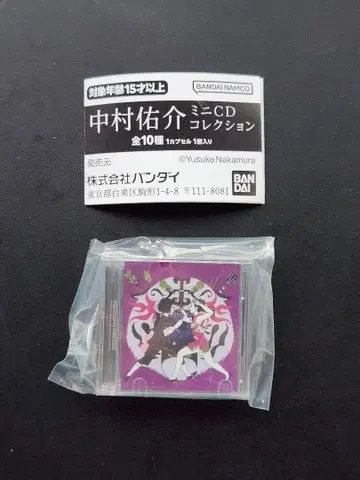 対象年齢15才以上
BANDAI NAMCO
中村佑介 ミニCD
コレクション
全10種 1カプセル1個入り
発売元
©Yusuke Nakamura
株式会社バンダイ
東京都台東区駒形1-4-8 〒111-8081
BAN
DAI